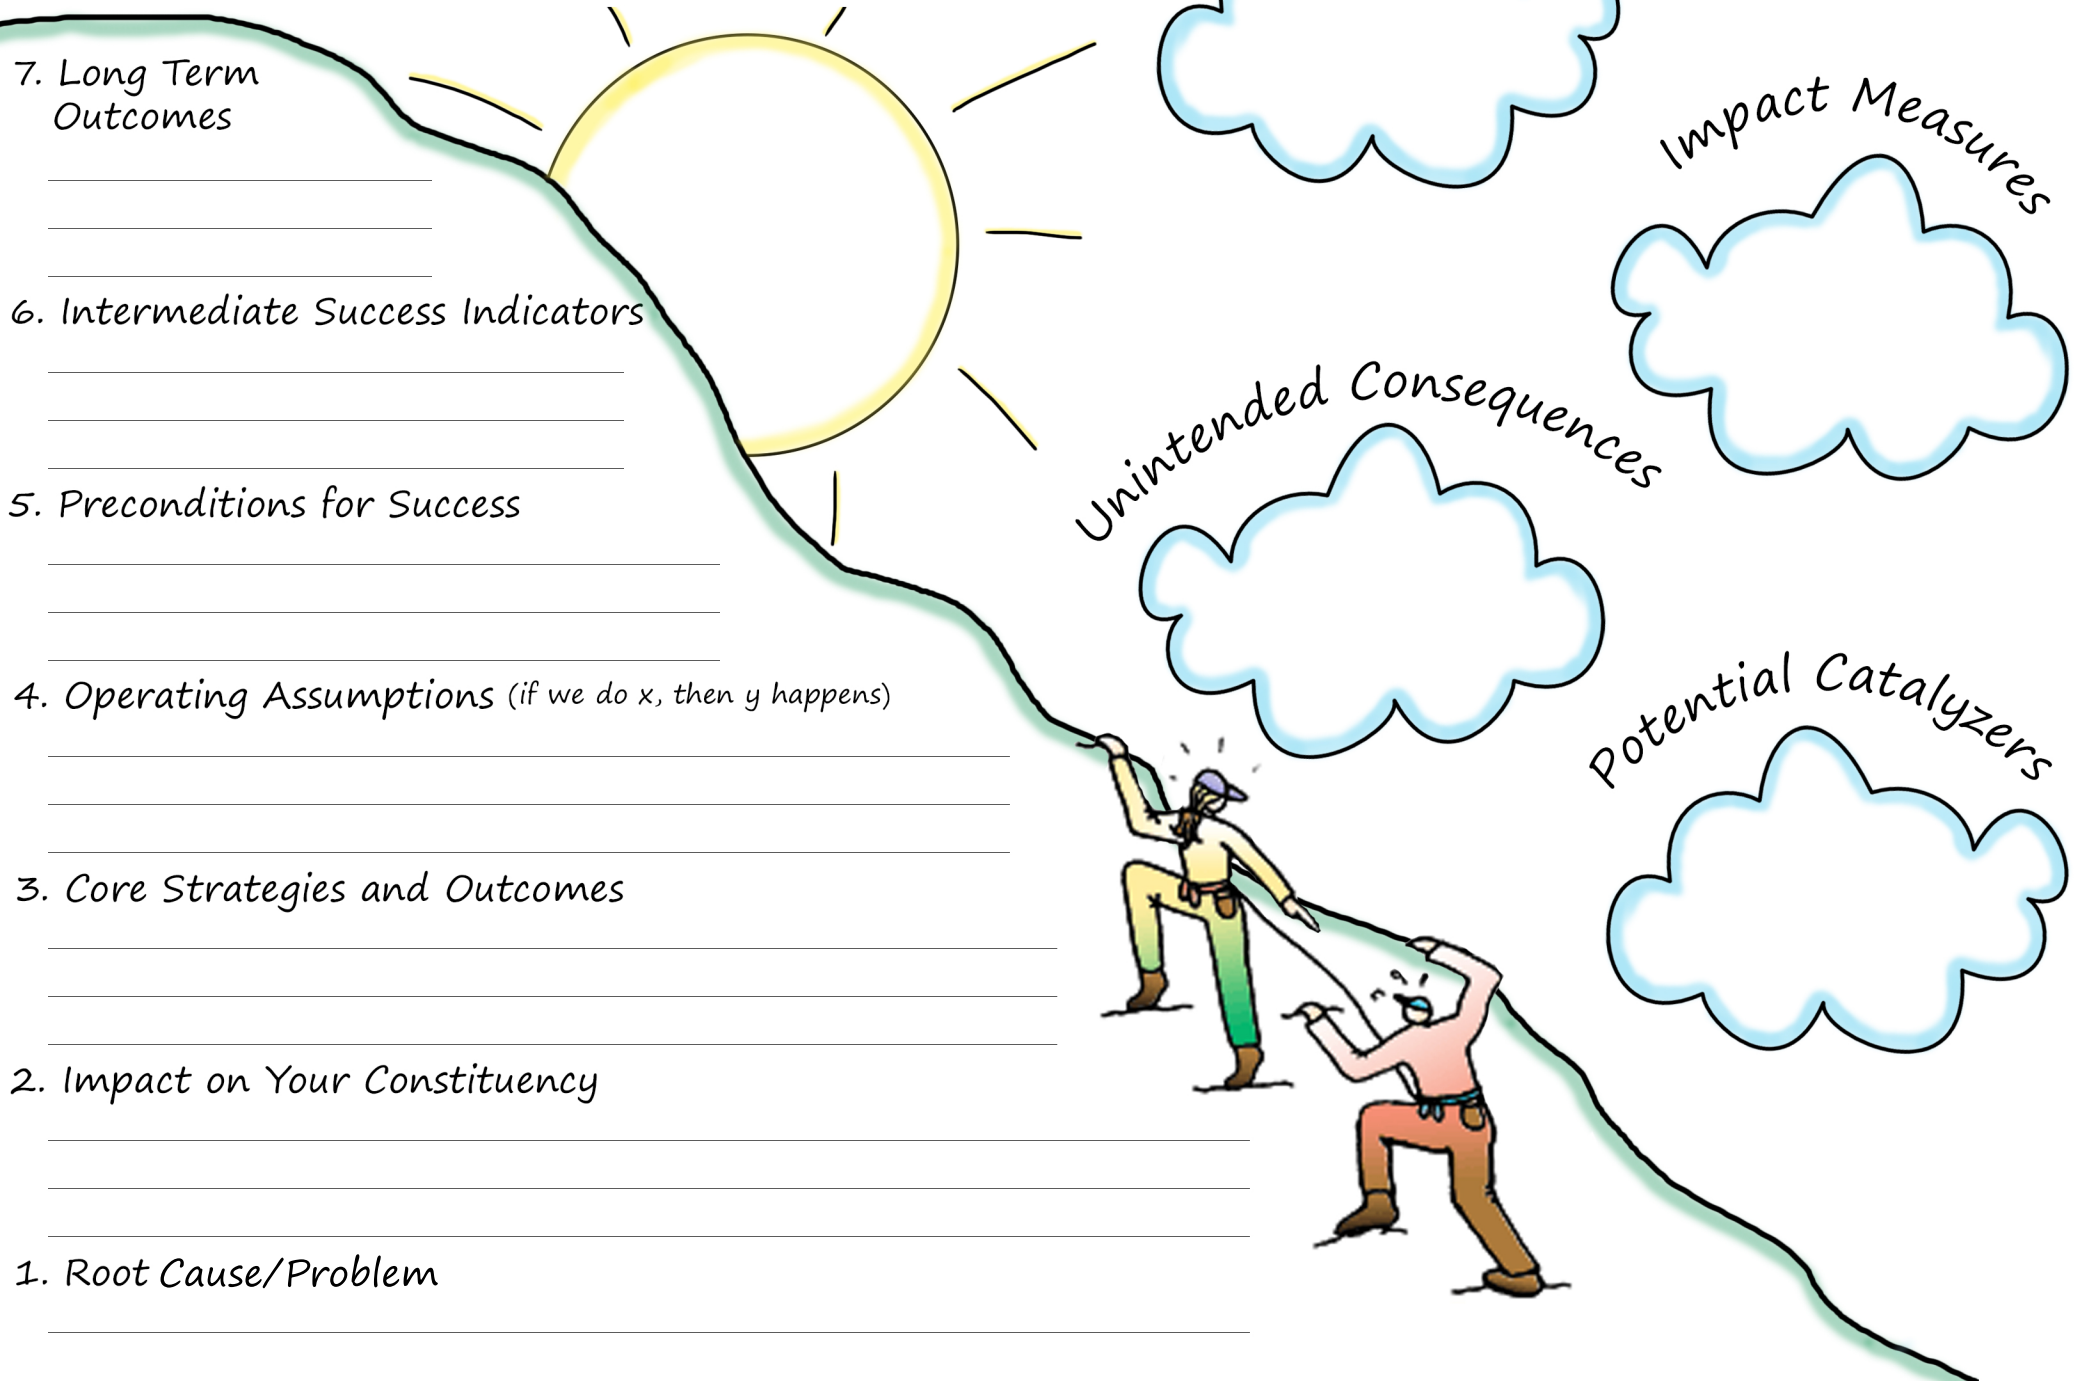 7. Long Term
Outcomes
6. Intermediate Success Indicators
5. Preconditions for Success
4. Operating Assumptions (if we do x, then y happens)
3. Core Strategies and Outcomes
2. Impact on Your Constituency
1. Root Cause/Problem
Impact Measures
Unintended Consequences
Potential Catalyzers